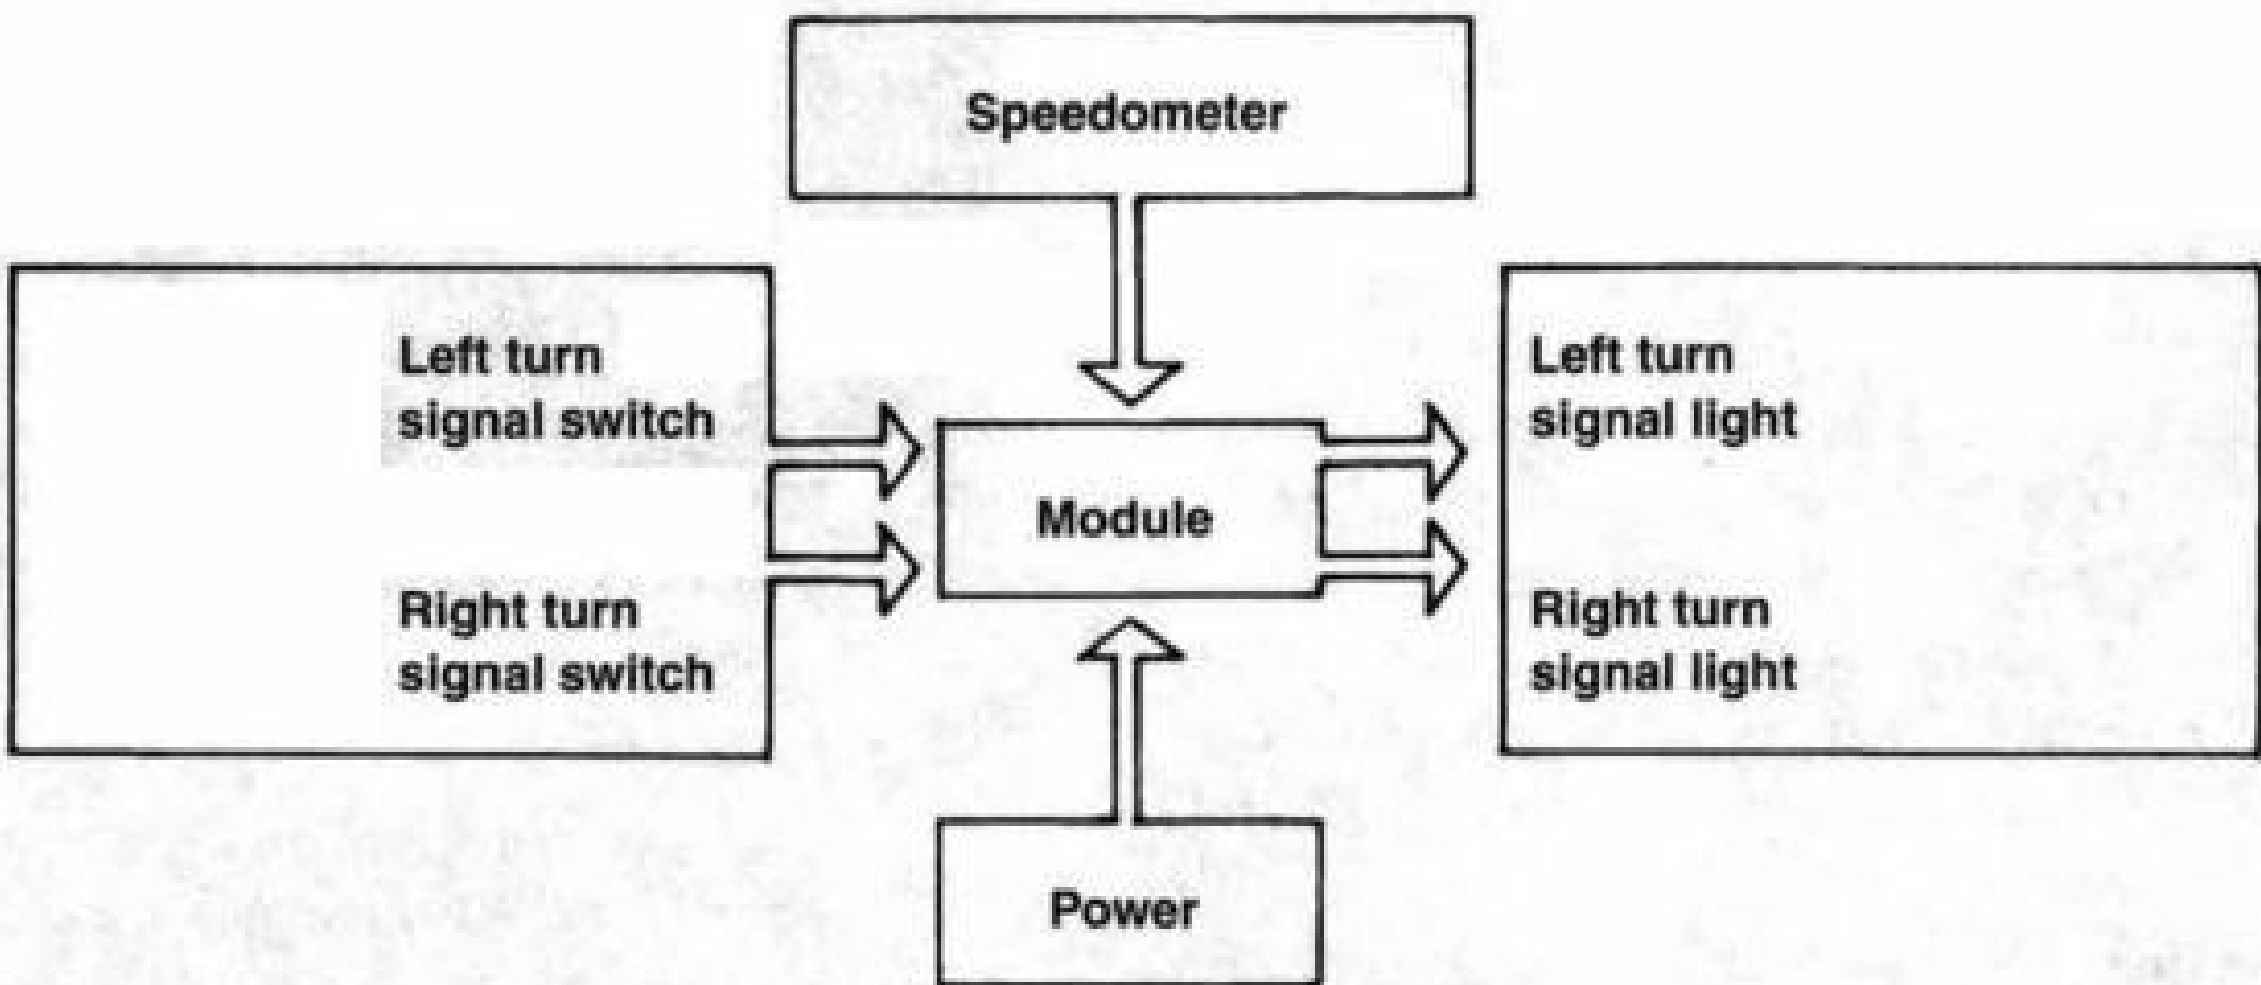 Speedometer
Left turn
signal switch
Right turn
signal switch
Module
Left turn
signal light
Right turn
signal light
Power